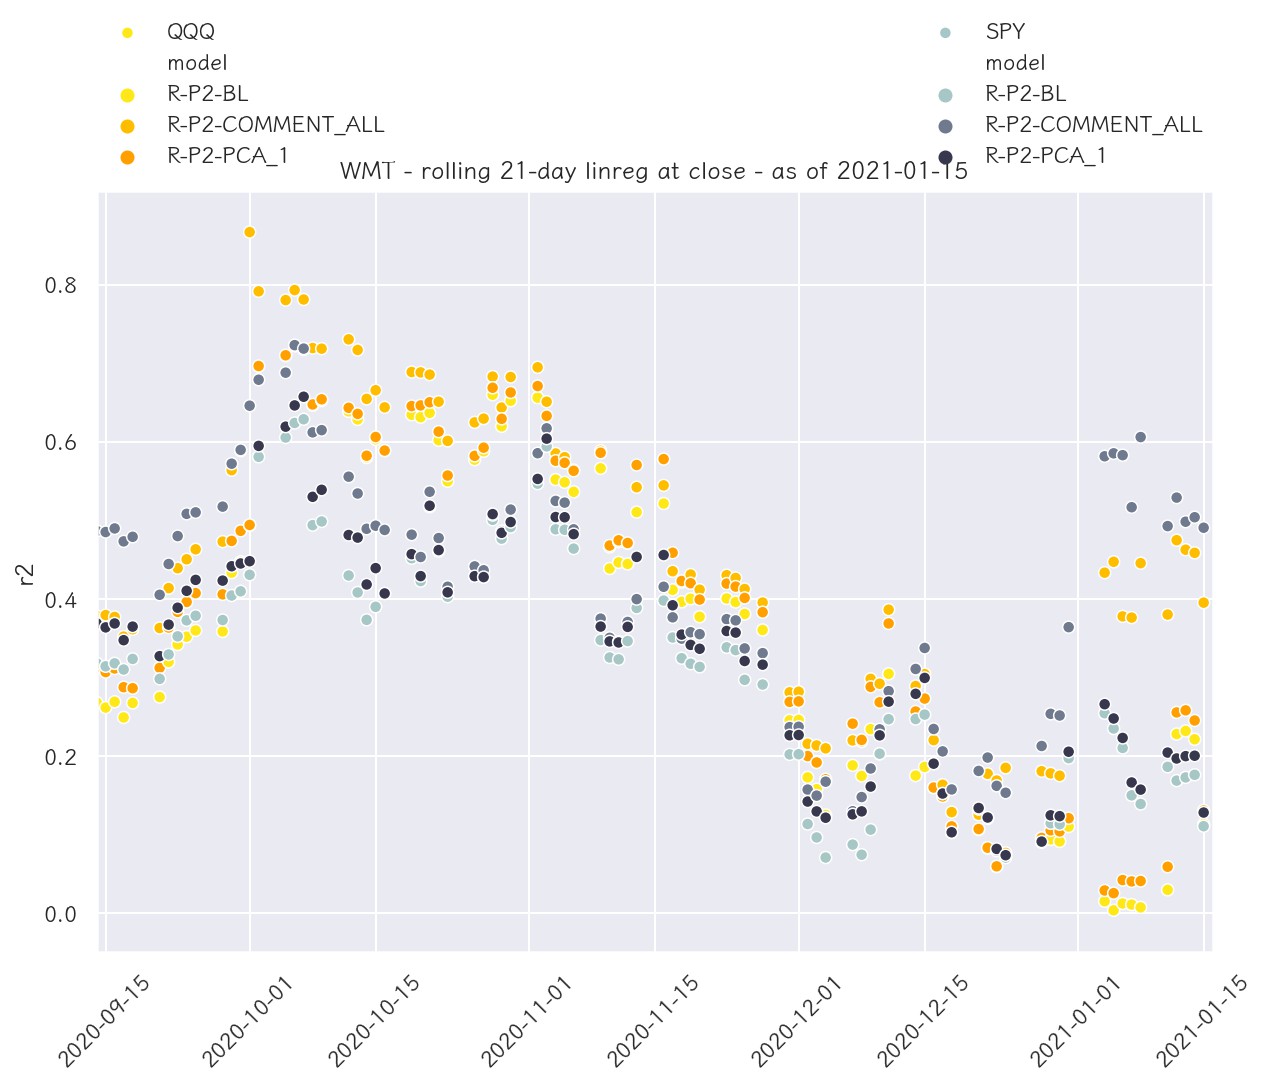 QQQ
model
R-P2-BL
R-P2-COMMENT_ALL
R-P2-PCA_1
SPY
model
R-P2-BL
R-P2-COMMENT_ALL
R-P2-PCA_1
WMT - rolling 21-day linreg at close - as of 2021-01-15
r2
0.8
0.6
0.4
0.2
0.0
2020-09-15
2020-10-01
2020-10-15
2020-11-01
2020-11-15
2020-12-01
2020-12-15
2021-01-01
2021-01-15